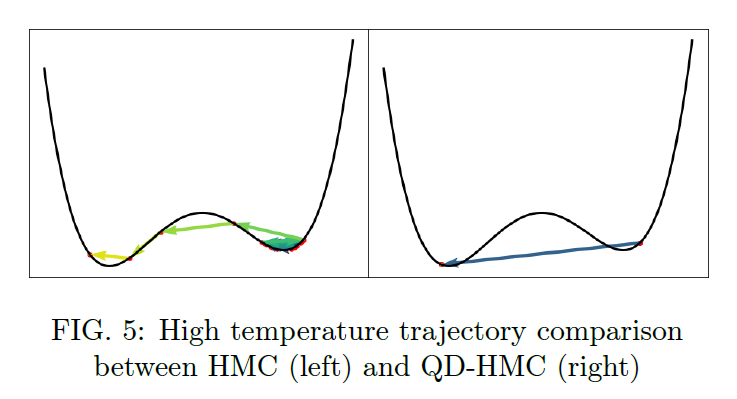 FIG. 5: High temperature trajectory comparison
between HMC (left) and QD-HMC (right)